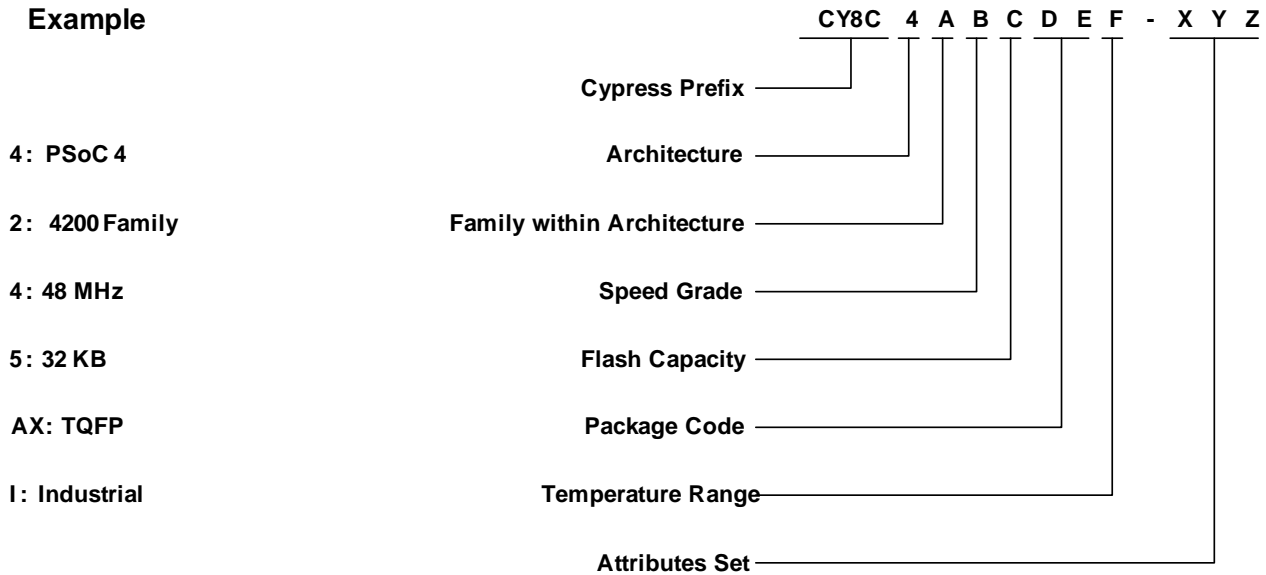 Example CY8C 4 A B C D E F - X Y Z
Cypress Prefix
4: PSoC 4 Architecture
2: 4200 Family Family within Architecture
4: 48 MHz Speed Grade
5: 32 KB Flash Capacity
AX: TQFP Package Code
I: Industrial Temperature Range
Attributes Set